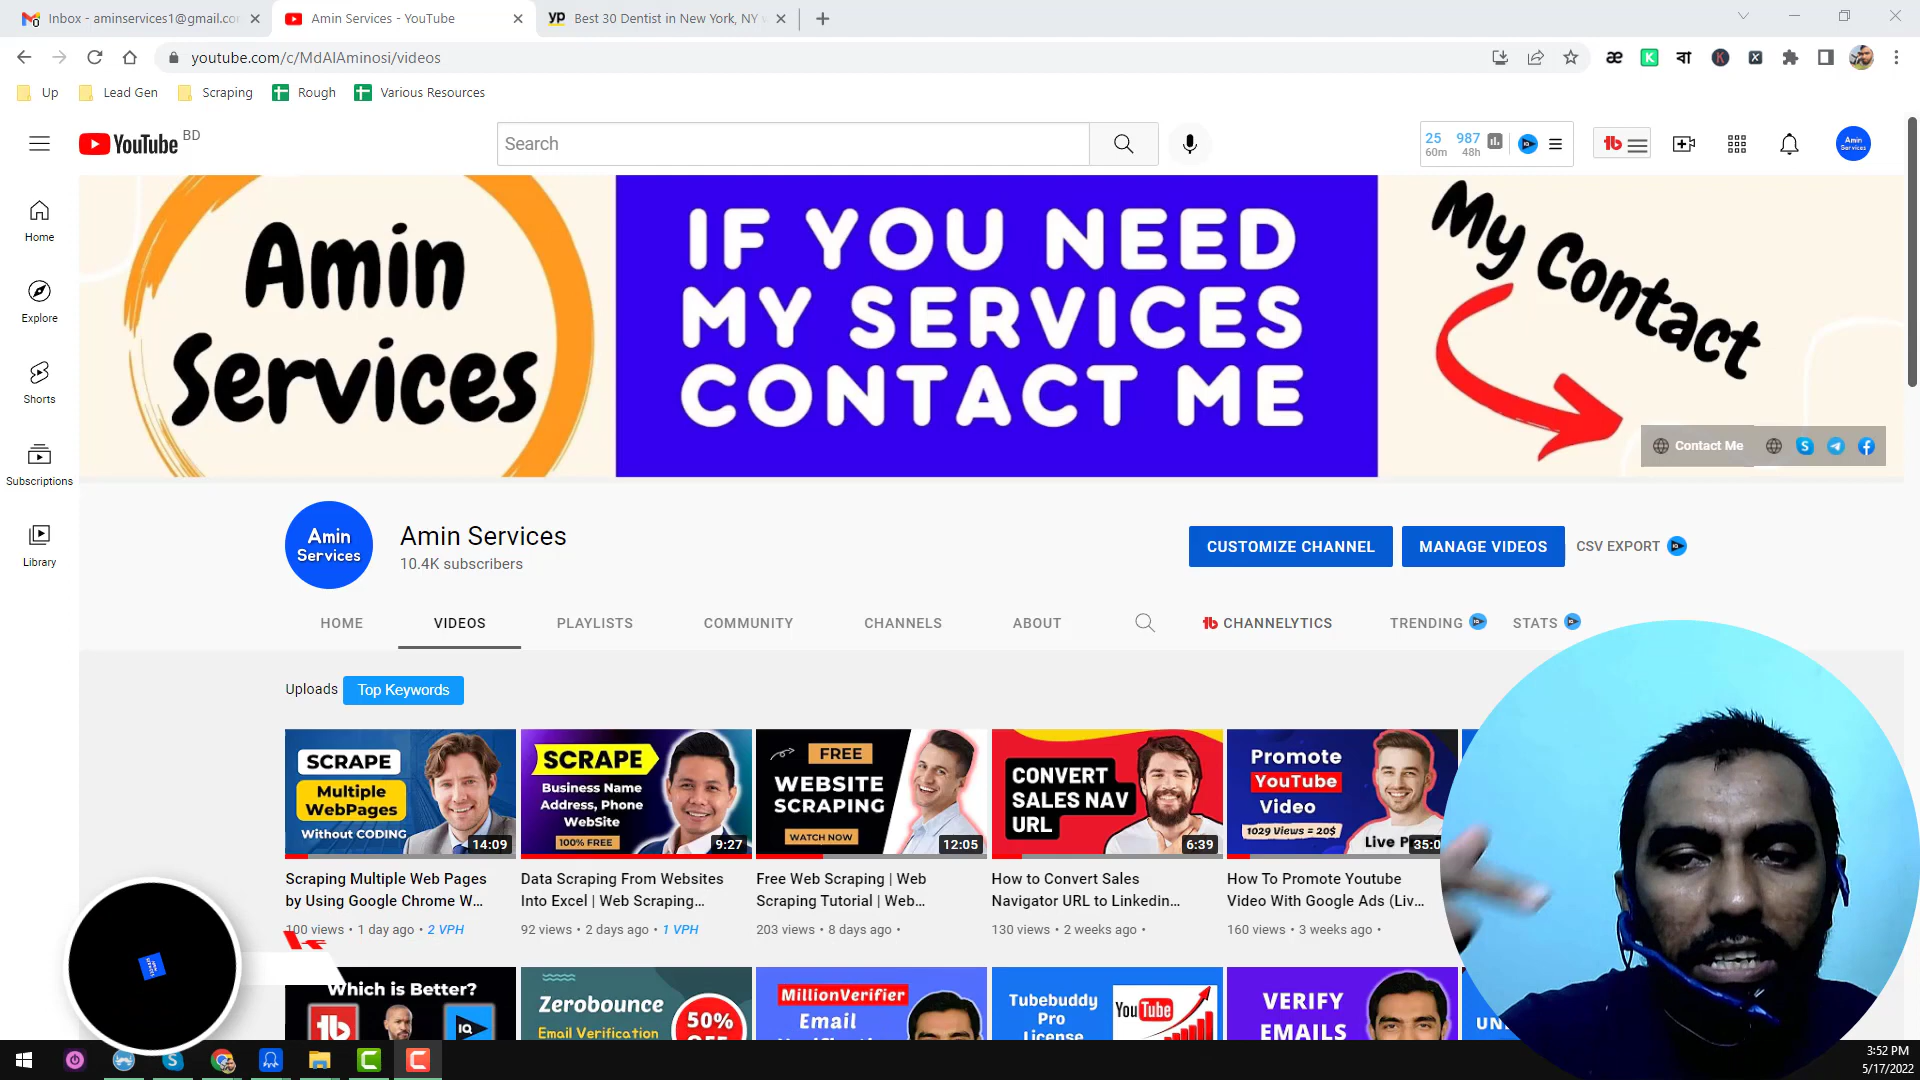 Inbox - aminservices1@gmail.co
Amin Services - YouTube
yp Best 30 Dentist in New York, NY
youtube.com/c/MdAlAminosi/videos
Up
Lead Gen
Scraping
Rough
Various Resources
YouTube BD
Search
25 987
60m 48h
Amin Services
Home
Explore
Shorts
Subscriptions
Library
Amin
Services
IF YOU NEED
MY SERVICES
CONTACT ME
My Contact
Contact Me
Amin
Services
Amin Services
10.4K subscribers
CUSTOMIZE CHANNEL
MANAGE VIDEOS
CSV EXPORT
HOME
VIDEOS
PLAYLISTS
COMMUNITY
CHANNELS
ABOUT
CHANNELYTICS
TRENDING
STATS
Uploads
Top Keywords
SCRAPE
Multiple
WebPages
Without CODING
14:09
SCRAPE
Business Name
Address, Phone
WebSite
100% FREE
9:27
FREE
WEBSITE
SCRAPING
WATCH NOW
12:05
CONVERT
SALES NAV
URL
6:39
Promote
YouTube
Video
1029 Views = 20$
Live P
35:0
Scraping Multiple Web Pages
by Using Google Chrome W...
100 views • 1 day ago • 2 VPH
Data Scraping From Websites
Into Excel | Web Scraping...
92 views • 2 days ago • 1 VPH
Free Web Scraping | Web
Scraping Tutorial | Web...
203 views • 8 days ago •
How to Convert Sales
Navigator URL to Linkedin...
130 views • 2 weeks ago •
How To Promote Youtube
Video With Google Ads (Liv...
160 views • 3 weeks ago •
Which is Better?
Zerobounce
Email Verification
50%
MillionVerifier
Email
Tubebuddy
Pro
License
YouTube
VERIFY
EMAILS
3:52 PM
5/17/2022